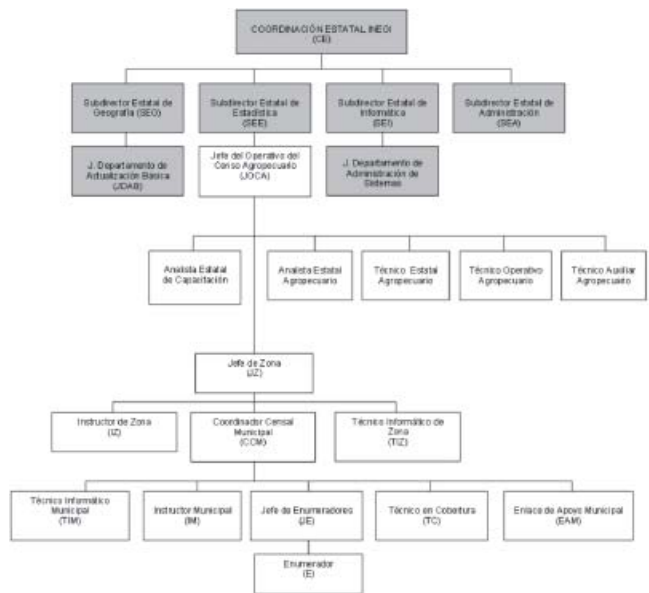 COORDINACIÓN ESTATAL INEGI
(CE)
Subdirector Estatal de
Geografía (SEG)
Subdirector Estatal de
Estadística
(SEE)
Subdirector Estatal de
Informática
(SEI)
Subdirector Estatal de
Administración
(SEA)
J. Departamento de
Actualización Básica
(JDAB)
Jefe del Operativo del
Censo Agropecuario
(JOCA)
J. Departamento de
Administración de
Sistemas
Analista Estatal
de Capacitación
Analista Estatal
Agropecuario
Técnico Estatal
Agropecuario
Técnico Operativo
Agropecuario
Técnico Auxiliar
Agropecuario
Jefe de Zona
(JZ)
Instructor de Zona
(IZ)
Coordinador Censal
Municipal
(CCM)
Técnico Informático de
Zona
(TIZ)
Técnico Informático
Municipal
(TIM)
Instructor Municipal
(IM)
Jefe de Enumeradores
(JE)
Técnico en Cobertura
(TC)
Enlace de Apoyo Municipal
(EAM)
Enumerador
(E)